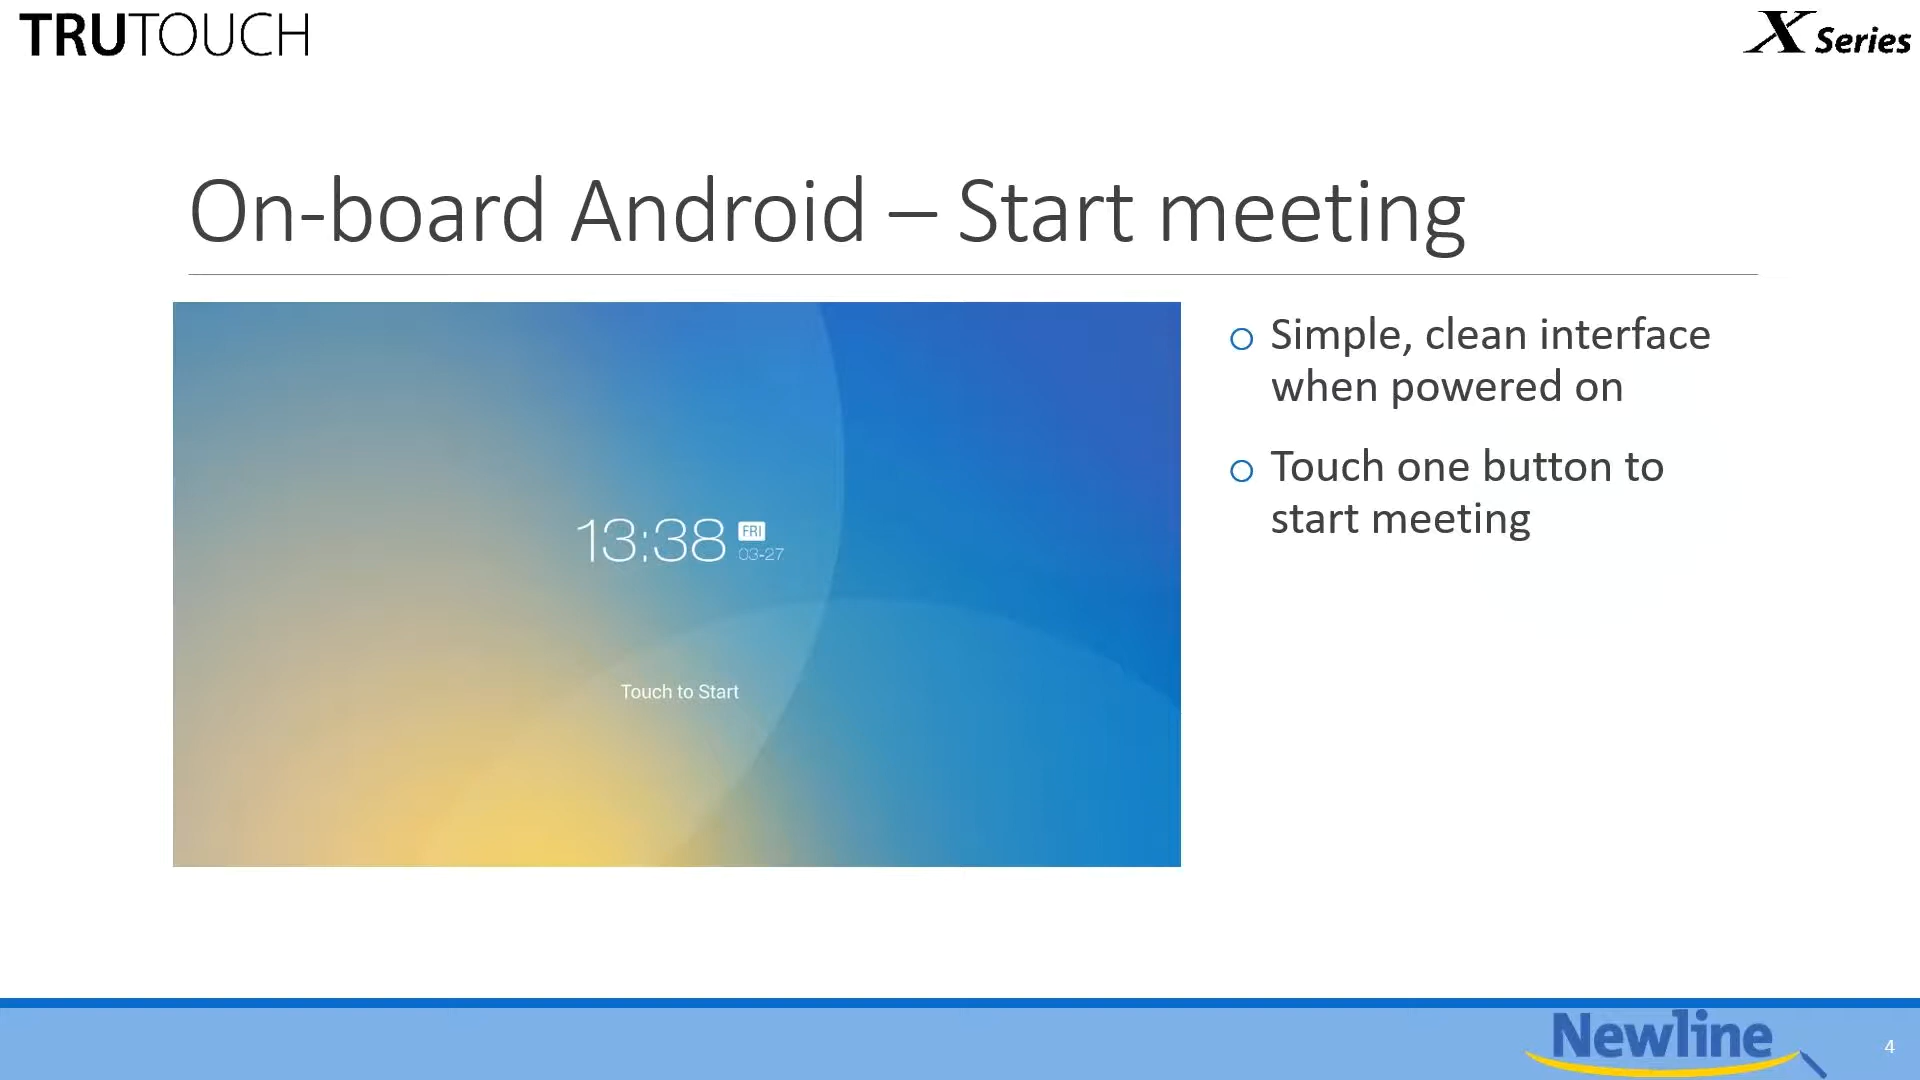 TRUTOUCH
X Series
On-board Android – Start meeting
13:38
FRI
03-27
Touch to Start
Simple, clean interface
when powered on
Touch one button to
start meeting
Newline
4